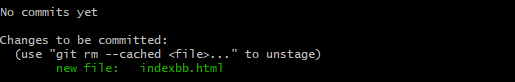 No commits yet
Changes to be committed:
(use "git rm --cached <file>..." to unstage)
new file: indexbb.html